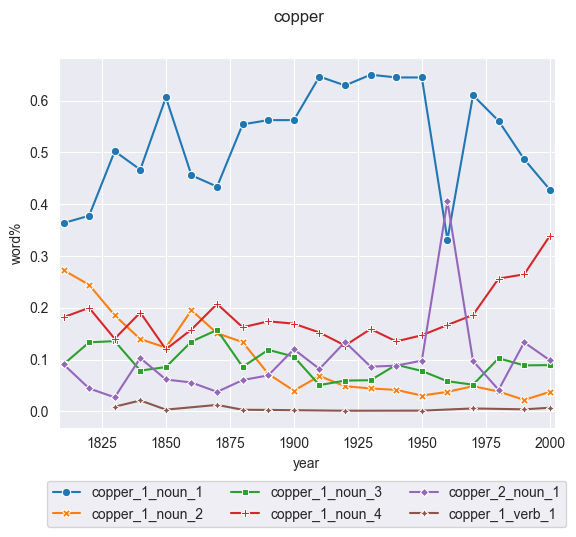 copper
0.6
0.5
0.4
0.3
0.2
0.1
0.0
word%
1825 1850 1875 1900 1925 1950 1975 2000
year
copper_1_noun_1 copper_1_noun_3 copper_2_noun_1
copper_1_noun_2 copper_1_noun_4 copper_1_verb_1